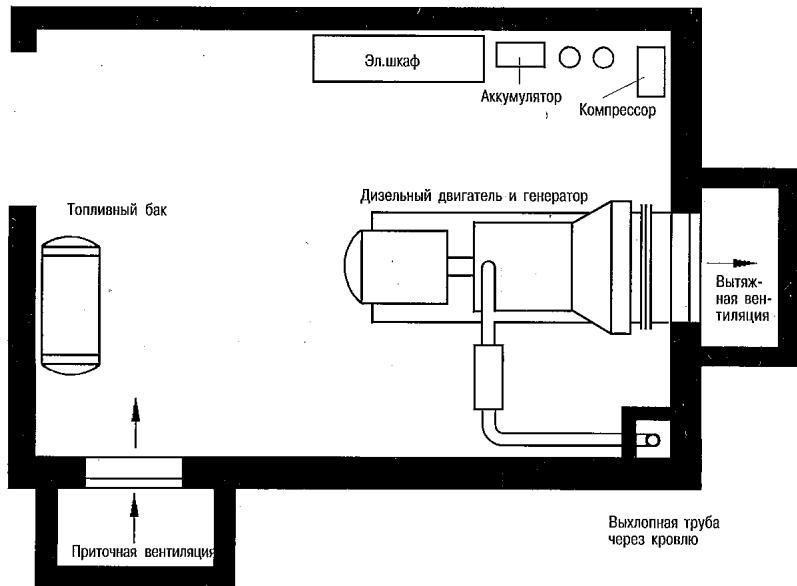 Эл.шкаф
Аккумулятор
Компрессор
Дизельный двигатель и генератор
Топливный бак
Вытяж-
ная вен-
тиляция
Приточная вентиляция
Выхлопная труба
через кровлю